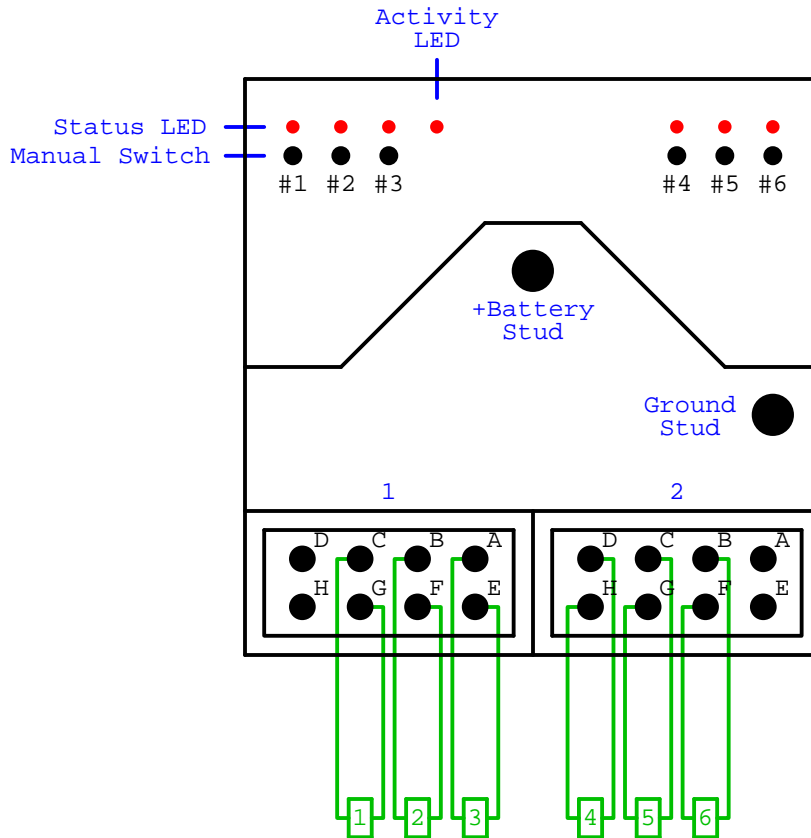 Activity
LED
Status LED
Manual Switch
#1 #2 #3 #4 #5 #6
+Battery
Stud
Ground
Stud
1 2
D C B A D C B A
H G F E H G F E
1 2 3 4 5 6